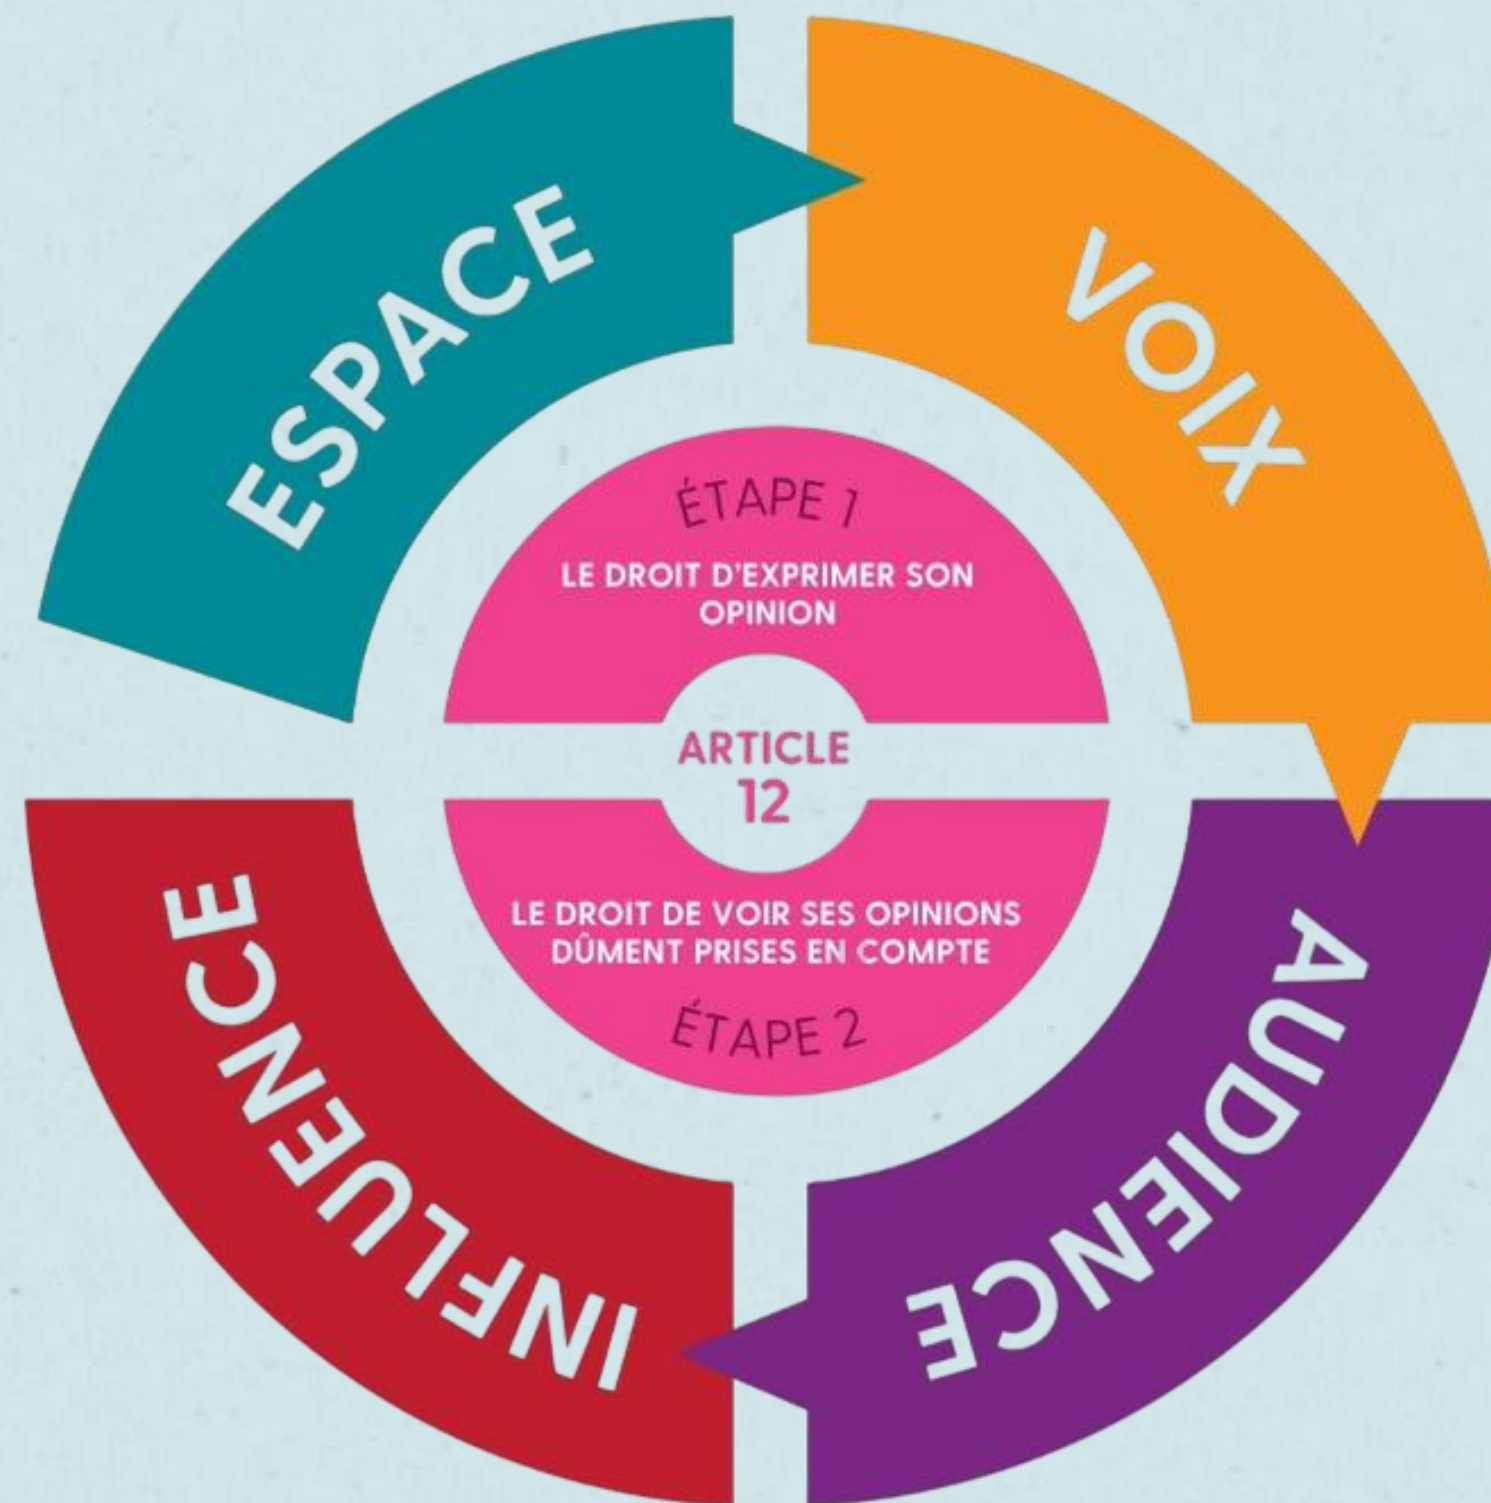 ESPACE
VOIX
ÉTAPE 1
LE DROIT D'EXPRIMER SON
OPINION
ARTICLE
12
LE DROIT DE VOIR SES OPINIONS
DÛMENT PRISES EN COMPTE
ÉTAPE 2
AUDIENCE
INFLUENCE